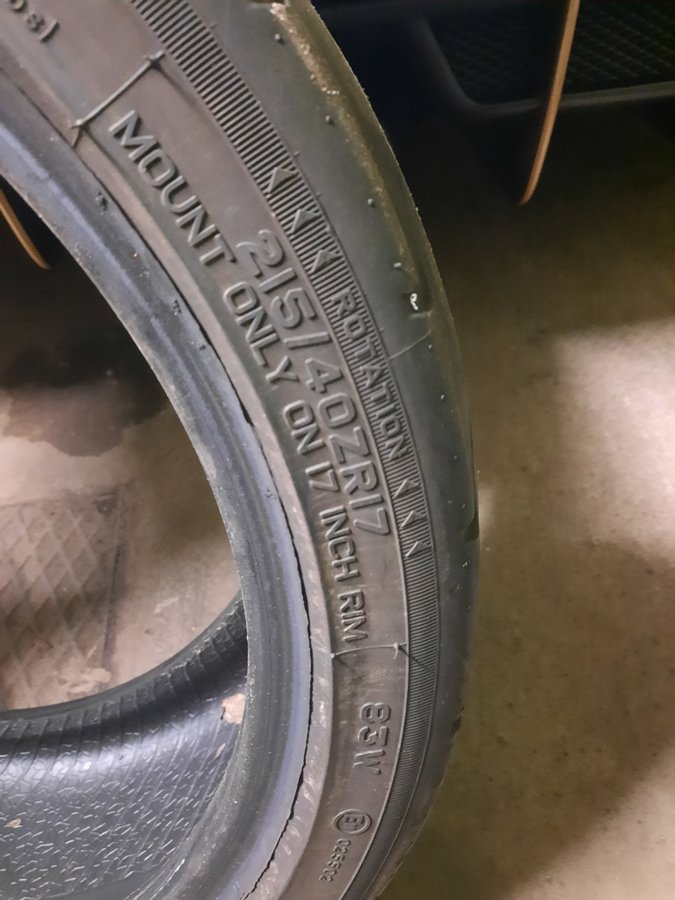 ROTATION
215/40ZR17
MOUNT ONLY ON 17 INCH RIM
83W